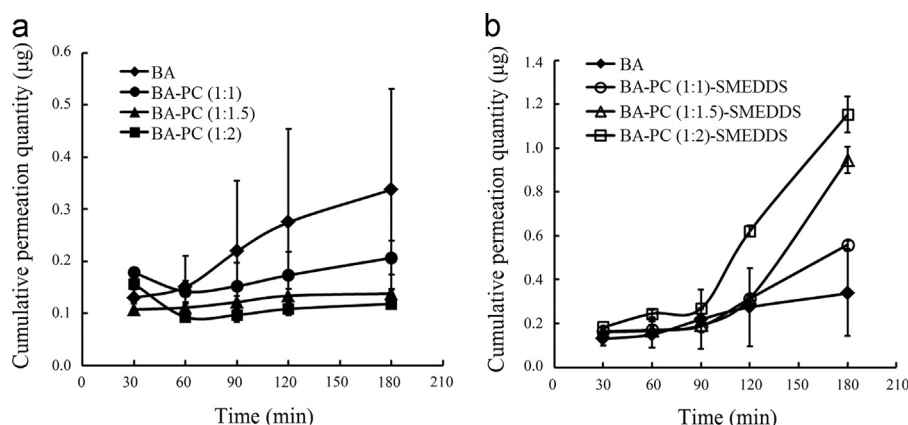 a
0.6
0.5
0.4
0.3
0.2
0.1
0.0
Cumulative permeation quantity (μg)
BA
BA-PC (1:1)
BA-PC (1:1.5)
BA-PC (1:2)
0 30 60 90 120 150 180 210
Time (min)
b
1.4
1.2
1.0
0.8
0.6
0.4
0.2
0.0
Cumulative permeation quantity (μg)
BA
BA-PC (1:1)-SMEDDS
BA-PC (1:1.5)-SMEDDS
BA-PC (1:2)-SMEDDS
0 30 60 90 120 150 180 210
Time (min)